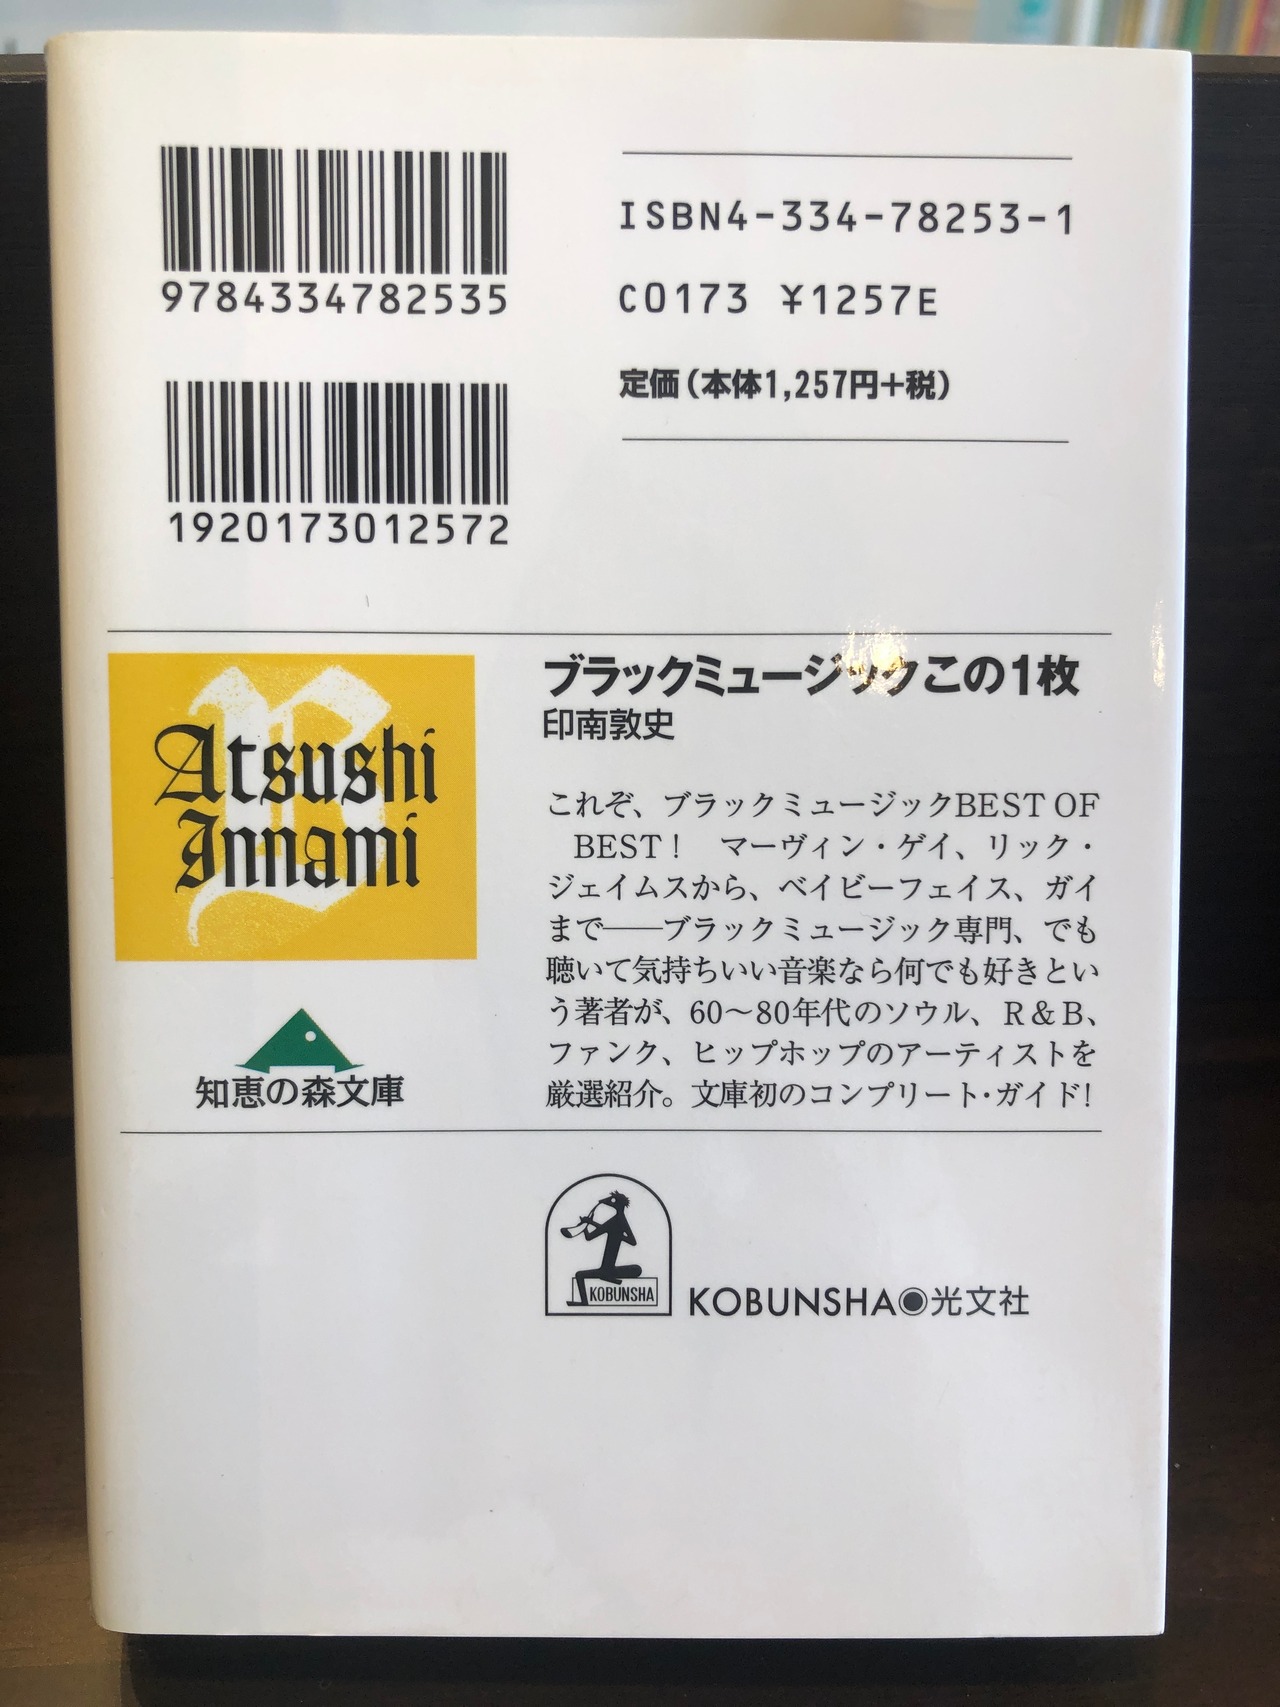 9784334782535
1920173012572
ISBN4-334-78253-1
C0173 ¥1257E
定価(本体1,257円+税)
Atsushi
Innami
知恵の森文庫
ブラックミュージックこの1枚
印南敦史
これぞ、ブラックミュージックBEST OF
BEST! マーヴィン・ゲイ、リック・
ジェイムスから、ベイビーフェイス、ガイ
まで――ブラックミュージック専門、でも
聴いて気持ちいい音楽なら何でも好きとい
う著者が、60〜80年代のソウル、R&B、
ファンク、ヒップホップのアーティストを
厳選紹介。文庫初のコンプリート・ガイド!
KOBUNSHA
KOBUNSHA◉光文社